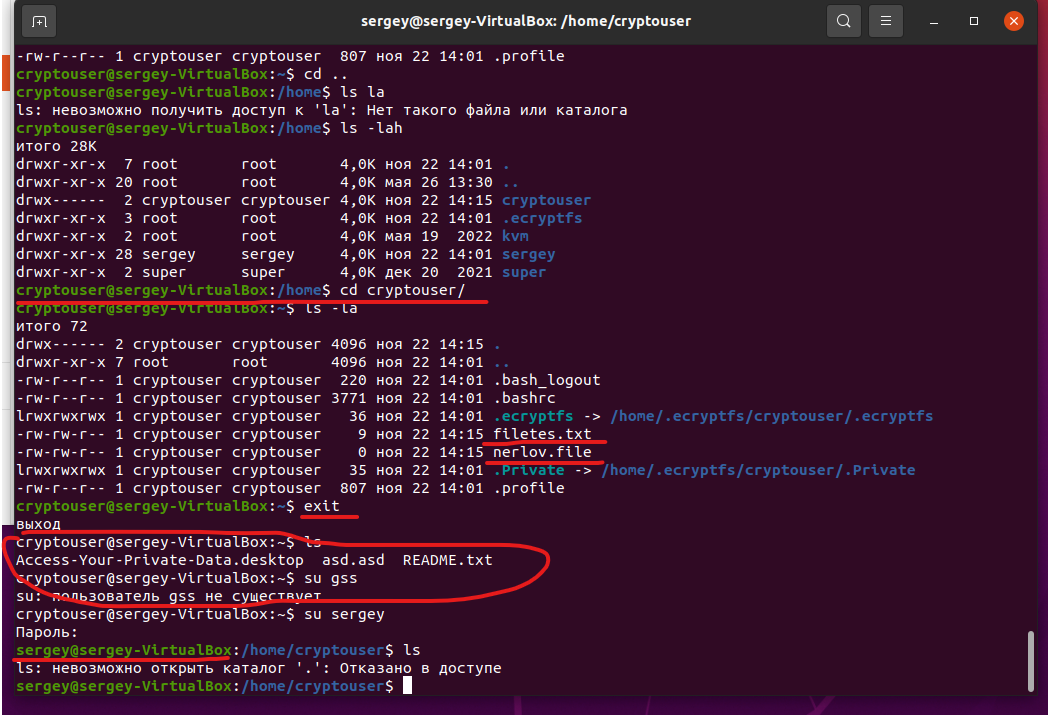 sergey@sergey-VirtualBox: /home/cryptouser
-rw-r--r-- 1 cryptouser cryptouser  807 ноя 22 14:01 .profile
cryptouser@sergey-VirtualBox:~$ cd ..
cryptouser@sergey-VirtualBox:/home$ ls la
ls: невозможно получить доступ к 'la': Нет такого файла или каталога
cryptouser@sergey-VirtualBox:/home$ ls -lah
итого 28K
drwxr-xr-x  7 root       root       4,0K ноя 22 14:01 .
drwxr-xr-x 20 root       root       4,0K мая 26 13:30 ..
drwx------  2 cryptouser cryptouser 4,0K ноя 22 14:15 cryptouser
drwxr-xr-x  3 root       root       4,0K ноя 22 14:01 .ecryptfs
drwxr-xr-x  2 root       root       4,0K мая 19  2022 kvm
drwxr-xr-x 28 sergey     sergey     4,0K ноя 22 14:01 sergey
drwxr-xr-x  2 super      super      4,0K дек 20  2021 super
cryptouser@sergey-VirtualBox:/home$ cd cryptouser/
cryptouser@sergey-VirtualBox:~$ ls -la
итого 72
drwx------ 2 cryptouser cryptouser 4096 ноя 22 14:15 .
drwxr-xr-x 7 root       root       4096 ноя 22 14:01 ..
-rw-r--r-- 1 cryptouser cryptouser  220 ноя 22 14:01 .bash_logout
-rw-r--r-- 1 cryptouser cryptouser 3771 ноя 22 14:01 .bashrc
lrwxrwxrwx 1 cryptouser cryptouser   36 ноя 22 14:01 .ecryptfs -> /home/.ecryptfs/cryptouser/.ecryptfs
-rw-rw-r-- 1 cryptouser cryptouser    9 ноя 22 14:15 filetes.txt
-rw-rw-r-- 1 cryptouser cryptouser    0 ноя 22 14:15 nerlov.file
lrwxrwxrwx 1 cryptouser cryptouser   35 ноя 22 14:01 .Private -> /home/.ecryptfs/cryptouser/.Private
-rw-r--r-- 1 cryptouser cryptouser  807 ноя 22 14:01 .profile
cryptouser@sergey-VirtualBox:~$ exit
выход
cryptouser@sergey-VirtualBox:~$ ls
Access-Your-Private-Data.desktop  asd.asd  README.txt
cryptouser@sergey-VirtualBox:~$ su gss
su: пользователь gss не существует
cryptouser@sergey-VirtualBox:~$ su sergey
Пароль:
sergey@sergey-VirtualBox:/home/cryptouser$ ls
ls: невозможно открыть каталог '.': Отказано в доступе
sergey@sergey-VirtualBox:/home/cryptouser$